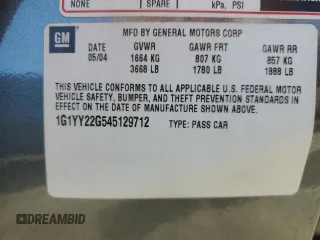 NONE
SPARE
kPa, PSI
GM
MFD BY GENERAL MOTORS CORP
DATE GVWR GAWR FRT GAWR RR
05/04 1664 KG 807 KG 857 KG
3668 LB 1780 LB 1888 LB
THIS VEHICLE CONFORMS TO ALL APPLICABLE U.S. FEDERAL MOTOR
VEHICLE SAFETY, BUMPER, AND THEFT PREVENTION STANDARDS
IN EFFECT ON THE DATE OF MANUFACTURE SHOWN ABOVE.
1G1YY22G545129712 TYPE: PASS CAR
DREAMBID